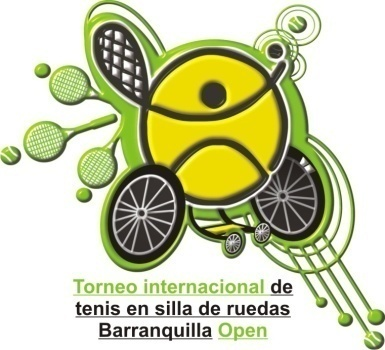 Torneo internacional de
tenis en silla de ruedas
Barranquilla Open